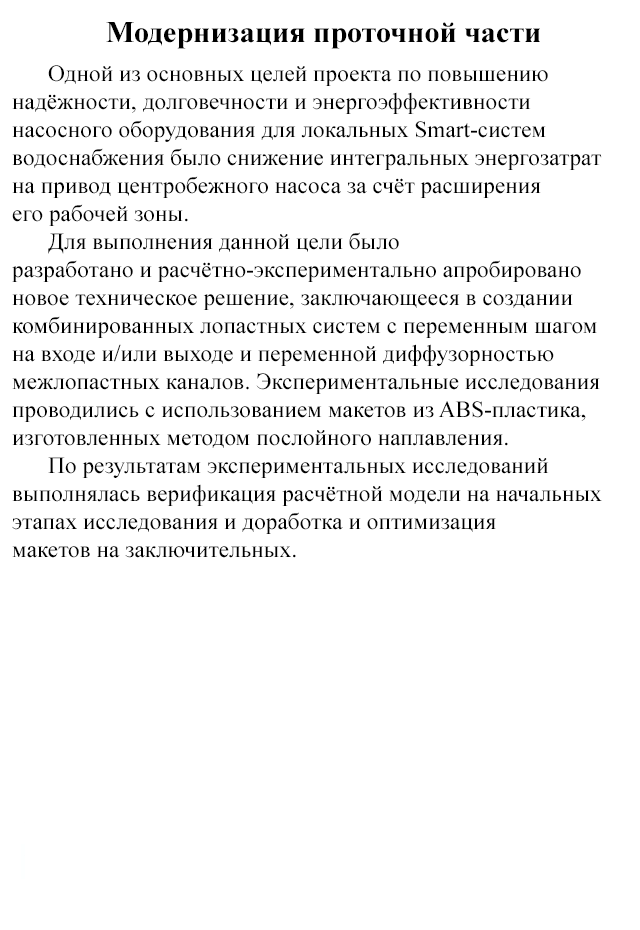 Модернизация проточной части
Одной из основных целей проекта по повышению
надёжности, долговечности и энергоэффективности
насосного оборудования для локальных Smart-систем
водоснабжения было снижение интегральных энергозатрат
на привод центробежного насоса за счёт расширения
его рабочей зоны.
Для выполнения данной цели было
разработано и расчётно-экспериментально апробировано
новое техническое решение, заключающееся в создании
комбинированных лопастных систем с переменным шагом
на входе и/или выходе и переменной диффузорностью
межлопастных каналов. Экспериментальные исследования
проводились с использованием макетов из ABS-пластика,
изготовленных методом послойного наплавления.
По результатам экспериментальных исследований
выполнялась верификация расчётной модели на начальных
этапах исследования и доработка и оптимизация
макетов на заключительных.